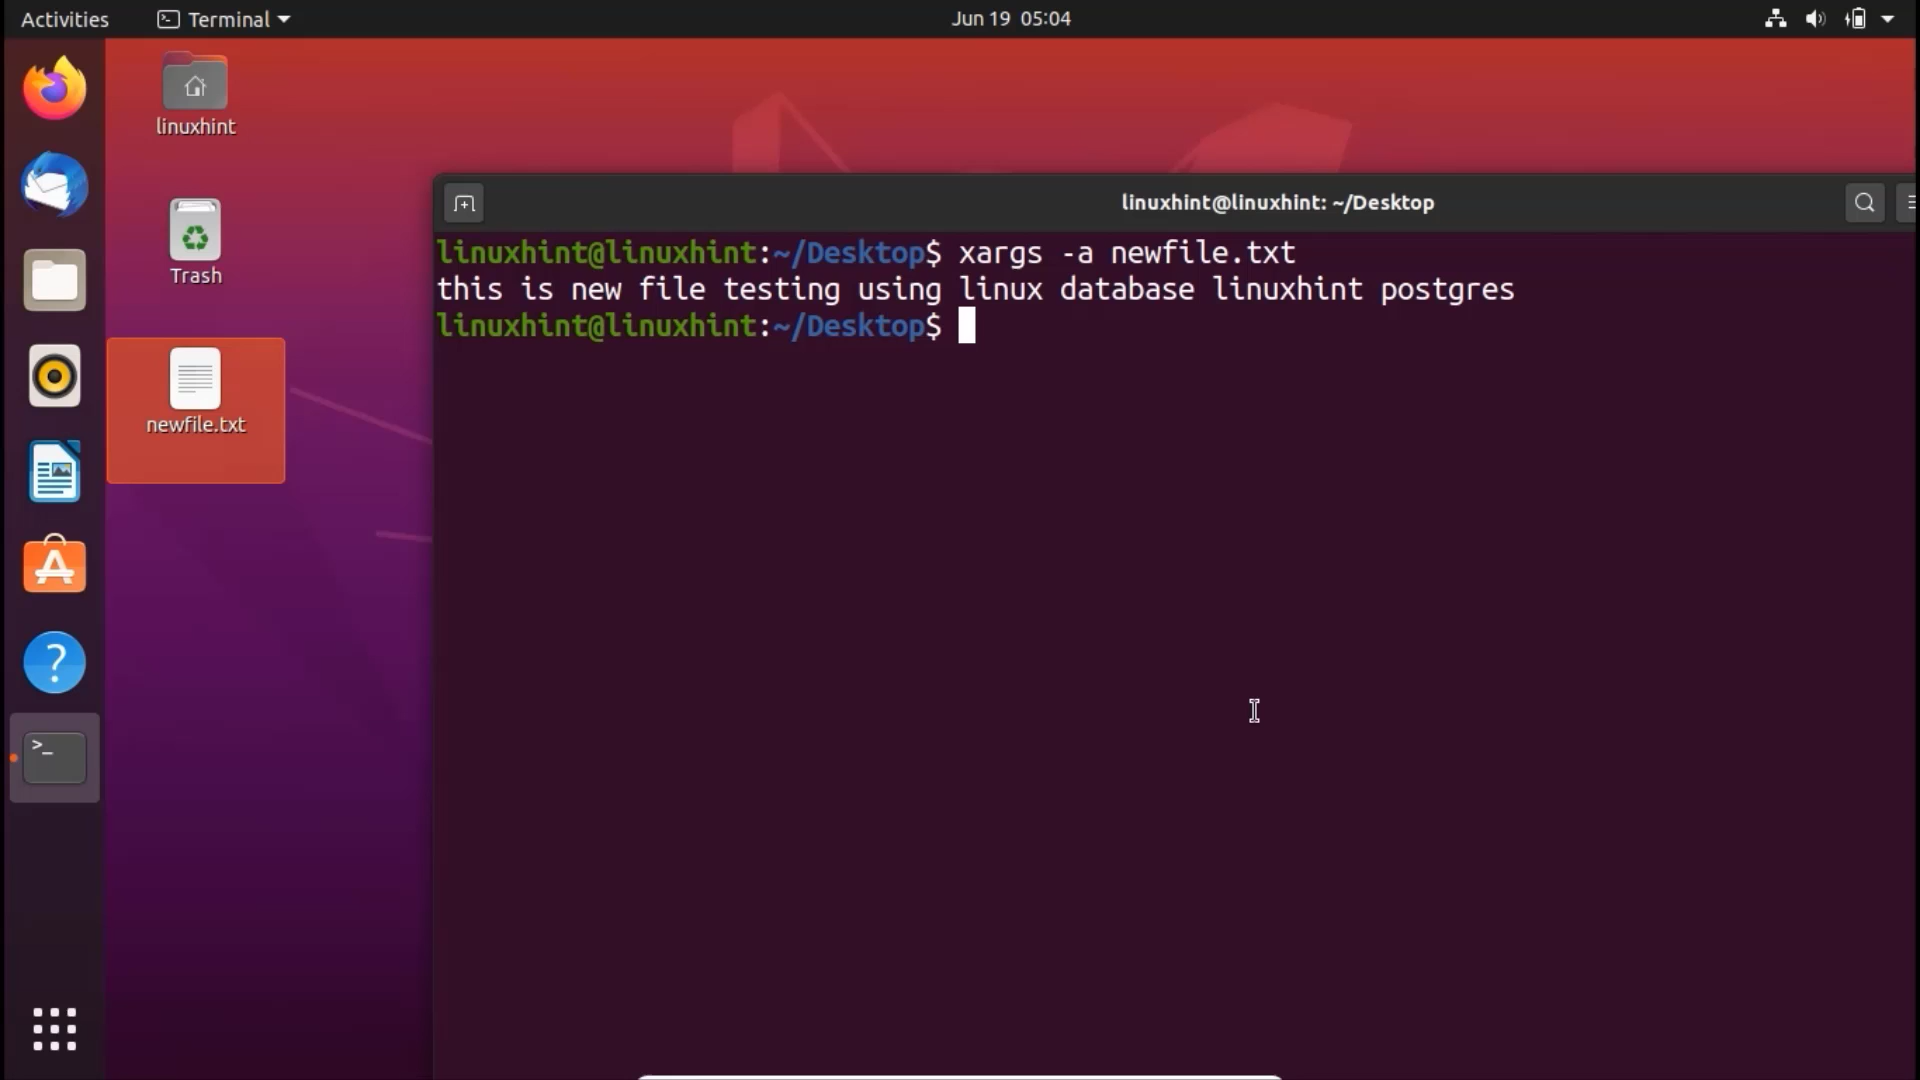 Activities
Terminal
Jun 19 05:04
linuxhint
Trash
newfile.txt
linuxhint@linuxhint: ~/Desktop
linuxhint@linuxhint:~/Desktop$ xargs -a newfile.txt
this is new file testing using linux database linuxhint postgres
linuxhint@linuxhint:~/Desktop$